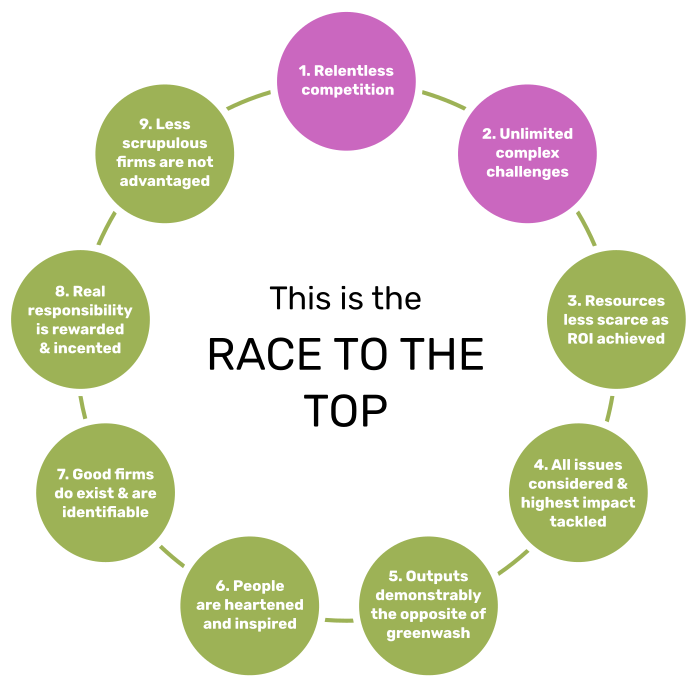 1. Relentless
competition
2. Unlimited
complex
challenges
3. Resources
less scarce as
ROI achieved
4. All issues
considered &
highest impact
tackled
5. Outputs
demonstrably
the opposite of
greenwash
6. People
are heartened
and inspired
7. Good firms
do exist & are
identifiable
8. Real
responsibility
is rewarded
& incented
9. Less
scrupulous
firms are not
advantaged
This is the
RACE TO THE
TOP